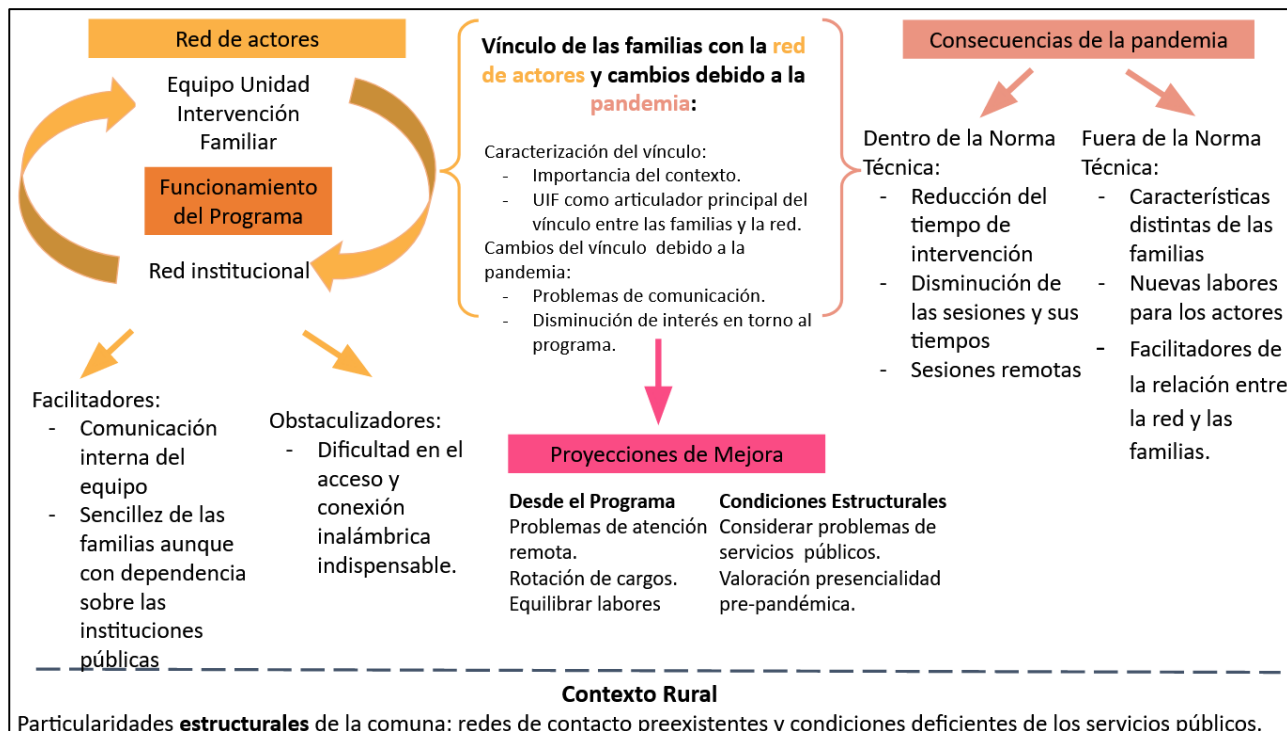 Red de actores
Equipo Unidad
Intervención
Familiar
Funcionamiento
del Programa
Red institucional
Facilitadores:
- Comunicación
interna del
equipo
- Sencillez de las
familias aunque
con dependencia
sobre las
instituciones
públicas
Obstaculizadores:
- Dificultad en el
acceso y
conexión
inalámbrica
indispensable.
Vínculo de las familias con la red
de actores y cambios debido a la
pandemia:
Caracterización del vínculo:
- Importancia del contexto.
- UIF como articulador principal del
vínculo entre las familias y la red.
Cambios del vínculo debido a la
pandemia:
- Problemas de comunicación.
- Disminución de interés en torno al
programa.
Proyecciones de Mejora
Desde el Programa
Problemas de atención
remota.
Rotación de cargos.
Equilibrar labores
Condiciones Estructurales
Considerar problemas de
servicios públicos.
Valoración presencialidad
pre-pandémica.
Consecuencias de la pandemia
Dentro de la Norma
Técnica:
- Reducción del
tiempo de
intervención
- Disminución de
las sesiones y sus
tiempos
- Sesiones remotas
Fuera de la Norma
Técnica:
- Características
distintas de las
familias
- Nuevas labores
para los actores
- Facilitadores de
la relación entre
la red y las
familias.
Contexto Rural
Particularidades estructurales de la comuna: redes de contacto preexistentes y condiciones deficientes de los servicios públicos.